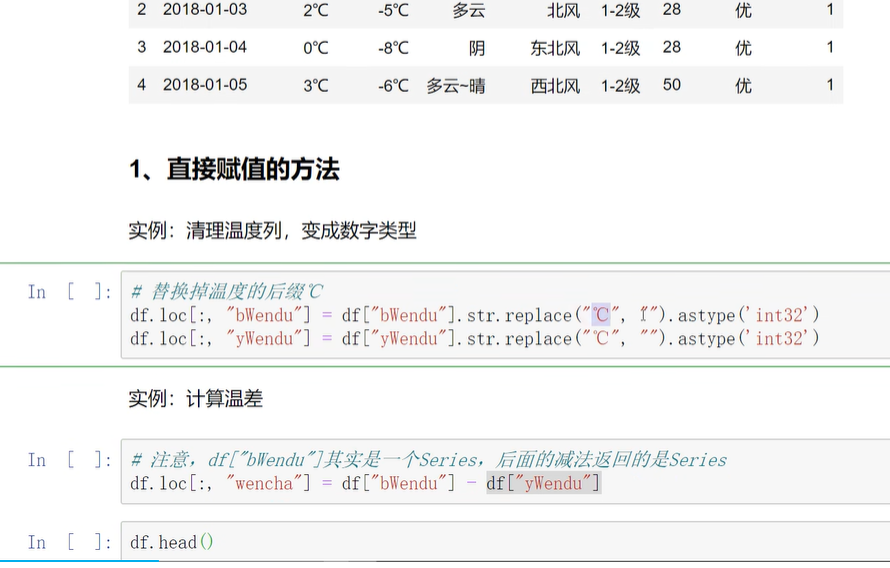 2 2018-01-03 2℃ -5℃ 多云 北风 1-2级 28 优 1
3 2018-01-04 0℃ -8℃ 阴 东北风 1-2级 28 优 1
4 2018-01-05 3℃ -6℃ 多云~晴 西北风 1-2级 50 优 1
1、直接赋值的方法
实例：清理温度列，变成数字类型
In [ ]: # 替换掉温度的后缀℃
df.loc[:, "bWendu"] = df["bWendu"].str.replace("℃", "").astype('int32')
df.loc[:, "yWendu"] = df["yWendu"].str.replace("℃", "").astype('int32')
实例：计算温差
In [ ]: # 注意，df["bWendu"]其实是一个Series，后面的减法返回的是Series
df.loc[:, "wencha"] = df["bWendu"] - df["yWendu"]
In [ ]: df.head()